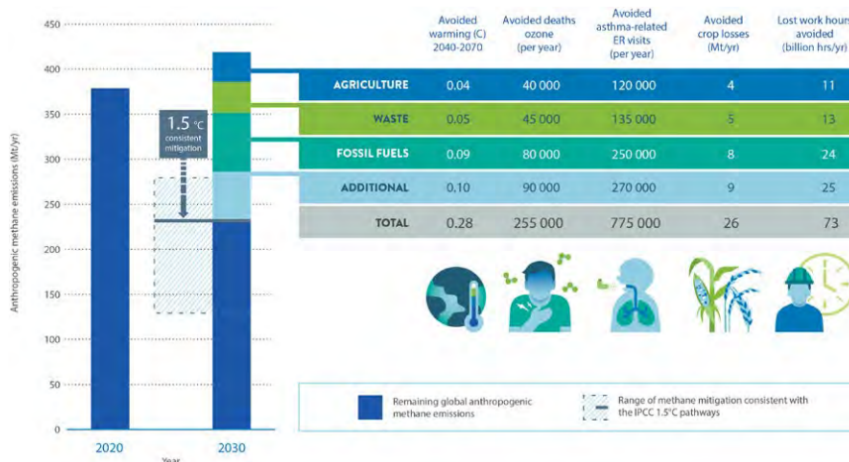 Avoided warming (C) 2040-2070
Avoided deaths ozone (per year)
Avoided asthma-related ER visits (per year)
Avoided crop losses (Mt/yr)
Lost work hours avoided (billion hrs/yr)
AGRICULTURE 0.04 40 000 120 000 4 11
WASTE 0.05 45 000 135 000 5 13
FOSSIL FUELS 0.09 80 000 250 000 8 24
ADDITIONAL 0.10 90 000 270 000 9 25
TOTAL 0.28 255 000 775 000 26 73
Anthropogenic methane emissions (Mt/yr)
450
400
350
300
250
200
150
100
50
0
1.5 °C
consistent
mitigation
2020 2030
Year
Remaining global anthropogenic
methane emissions
Range of methane mitigation consistent with
the IPCC 1.5°C pathways